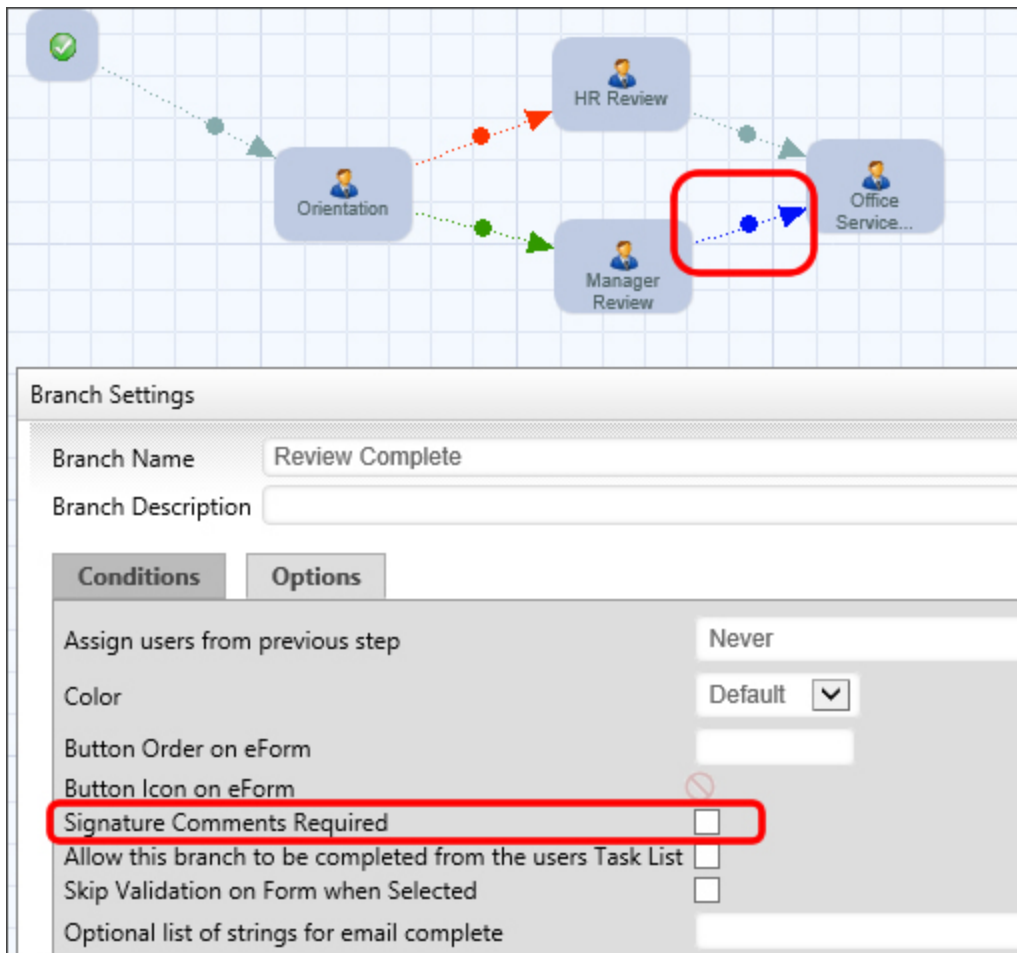 HR Review
Orientation
Office
Service...
Manager
Review
Branch Settings
Branch Name Review Complete
Branch Description
Conditions Options
Assign users from previous step Never
Color Default
Button Order on eForm
Button Icon on eForm
Signature Comments Required
Allow this branch to be completed from the users Task List
Skip Validation on Form when Selected
Optional list of strings for email complete